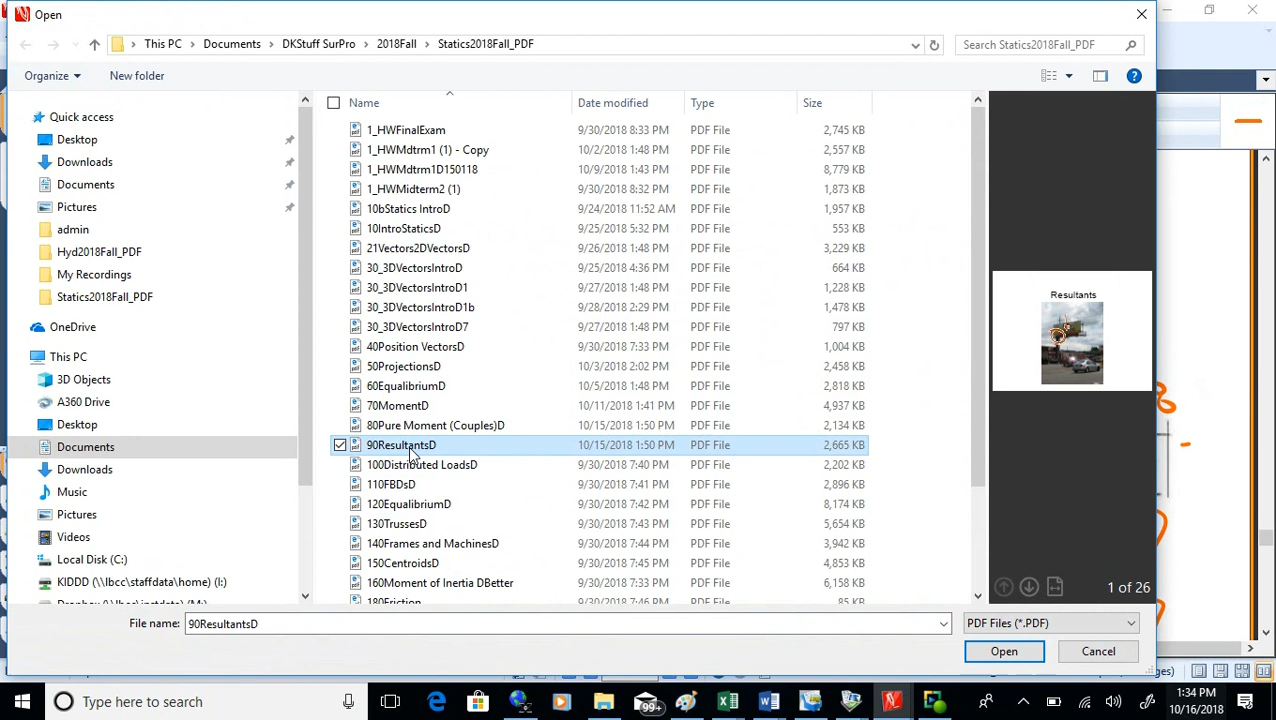 Open
This PC > Documents > DKStuff SurPro > 2018Fall > Statics2018Fall_PDF
Search Statics2018Fall_PDF
Organize
New folder
Quick access
Desktop
Downloads
Documents
Pictures
admin
Hyd2018Fall_PDF
My Recordings
Statics2018Fall_PDF
OneDrive
This PC
3D Objects
A360 Drive
Desktop
Documents
Downloads
Music
Pictures
Videos
Local Disk (C:)
KIDDD (\\lbcc\staffdata\home) (I:)
Name Date modified Type Size
1_HWFinalExam 9/30/2018 8:33 PM PDF File 2,745 KB
1_HWMdtrm1 (1) - Copy 10/2/2018 1:48 PM PDF File 2,557 KB
1_HWMdtrm1D150118 10/9/2018 1:43 PM PDF File 8,779 KB
1_HWMidterm2 (1) 9/30/2018 8:32 PM PDF File 1,873 KB
10bStatics IntroD 9/24/2018 11:52 AM PDF File 1,957 KB
10IntroStaticsD 9/25/2018 5:32 PM PDF File 553 KB
21Vectors2DVectorsD 9/26/2018 1:48 PM PDF File 3,229 KB
30_3DVectorsIntroD 9/25/2018 4:36 PM PDF File 664 KB
30_3DVectorsIntroD1 9/27/2018 1:48 PM PDF File 1,228 KB
30_3DVectorsIntroD1b 9/28/2018 2:29 PM PDF File 1,478 KB
30_3DVectorsIntroD7 9/27/2018 1:48 PM PDF File 797 KB
40Position VectorsD 9/30/2018 7:33 PM PDF File 1,004 KB
50ProjectionsD 10/3/2018 2:02 PM PDF File 2,458 KB
60EqualibriumD 10/5/2018 1:48 PM PDF File 2,818 KB
70MomentD 10/11/2018 1:41 PM PDF File 4,937 KB
80Pure Moment (Couples)D 10/15/2018 1:50 PM PDF File 2,134 KB
90ResultantsD 10/15/2018 1:50 PM PDF File 2,665 KB
100Distributed LoadsD 9/30/2018 7:40 PM PDF File 2,202 KB
110FBDsD 9/30/2018 7:41 PM PDF File 2,896 KB
120EquilibriumD 9/30/2018 7:42 PM PDF File 8,174 KB
130TrussesD 9/30/2018 7:43 PM PDF File 5,654 KB
140Frames and MachinesD 9/30/2018 7:44 PM PDF File 3,942 KB
150CentroidsD 9/30/2018 7:45 PM PDF File 4,853 KB
160Moment of Inertia DBetter 9/30/2018 7:33 PM PDF File 6,158 KB
180Friction 9/30/2018 7:46 PM PDF File 85 KB
Resultants
1 of 26
File name: 90ResultantsD
PDF Files (*.PDF)
Open
Cancel
Type here to search
99+
1:34 PM
10/16/2018